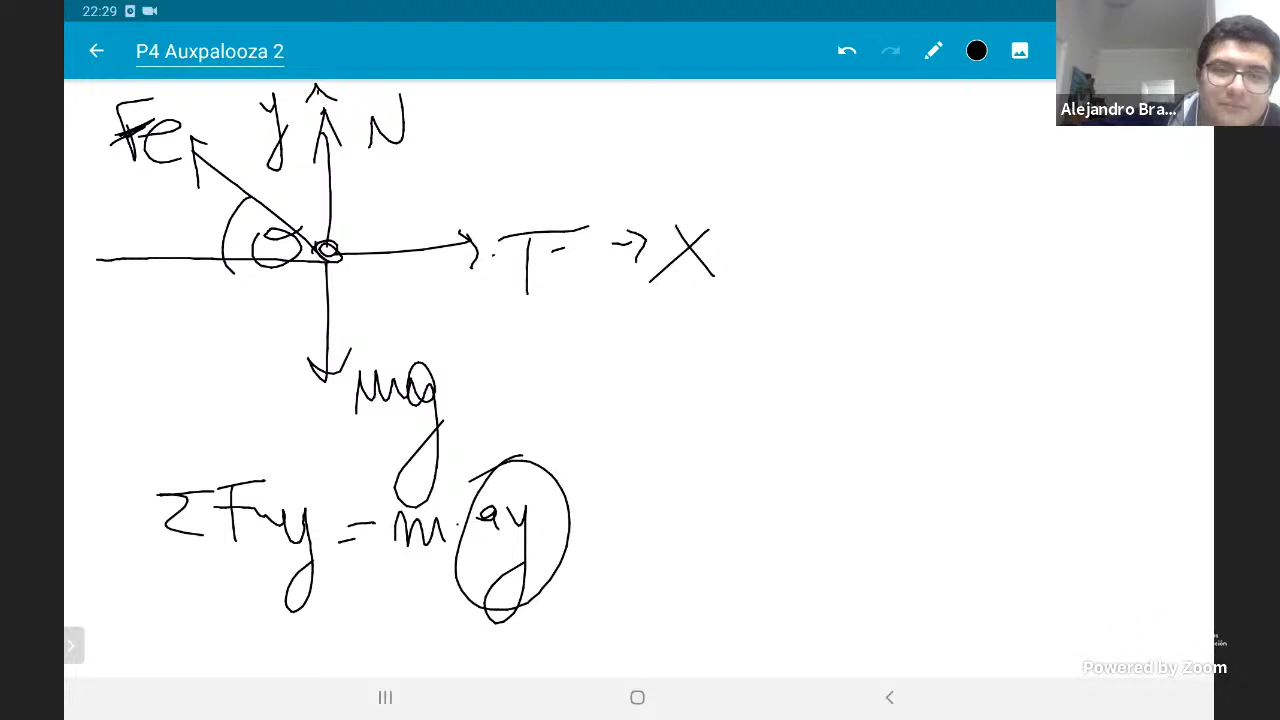 22:29
P4 Auxpalooza 2
Alejandro Bra...
Fe y N
θ T → X
mg
ΣFy = m · ay
Powered by Zoom